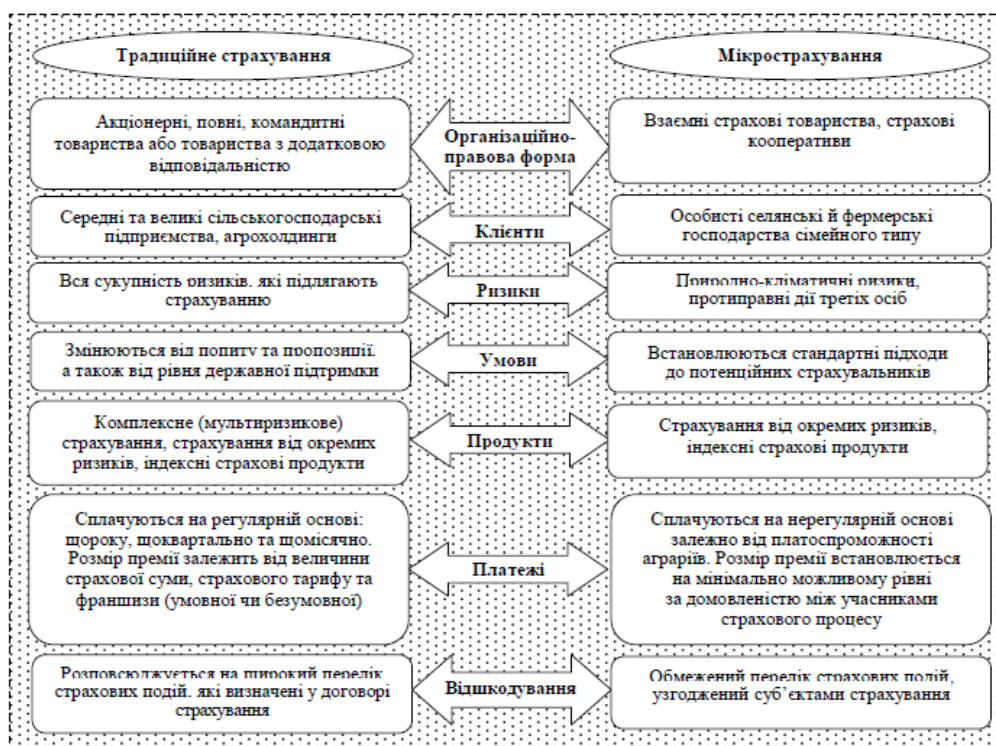 Традиційне страхування
Мікрострахування
Акціонерні, повні, командитні
товариства або товариства з додатковою
відповідальністю
Організаційно-
правова форма
Взаємні страхові товариства, страхові
кооперативи
Середні та великі сільськогосподарські
підприємства, агрохолдинги
Клієнти
Особисті селянські й фермерські
господарства сімейного типу
Вся сукупність ризиків, які підлягають
страхуванню
Ризики
Природно-кліматичні ризики,
протиправні дії третіх осіб
Змінюються від попиту та пропозиції,
а також від рівня державної підтримки
Умови
Встановлюються стандартні підходи
до потенційних страхувальників
Комплексне (мультиризикове)
страхування, страхування від окремих
ризиків, індексні страхові продукти
Продукти
Страхування від окремих ризиків,
індексні страхові продукти
Сплачуються на регулярній основі:
щороку, щоквартально та щомісячно.
Розмір премії залежить від величини
страхової суми, страхового тарифу та
франшизи (умовної чи безумовної)
Платежі
Сплачуються на нерегулярній основі
залежно від платоспроможності
аграріїв. Розмір премії встановлюється
на мінімально можливому рівні
за домовленістю між учасниками
страхового процесу
Розповсюджується на широкий перелік
страхових подій, які визначені у договорі
страхування
Відшкодування
Обмежений перелік страхових подій,
узгоджений суб’єктами страхування